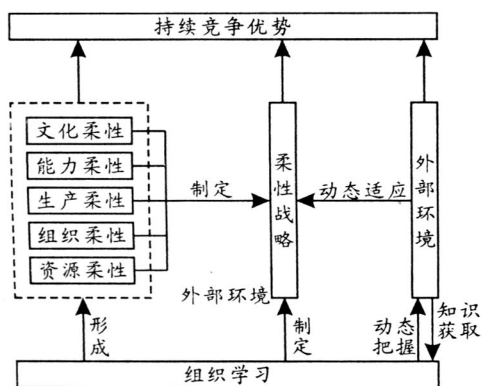 持续竞争优势
文化柔性
能力柔性
生产柔性
组织柔性
资源柔性
制定
柔性战略
动态适应
外部环境
外部环境
形成
制定
动态
把握
知识
获取
组织学习